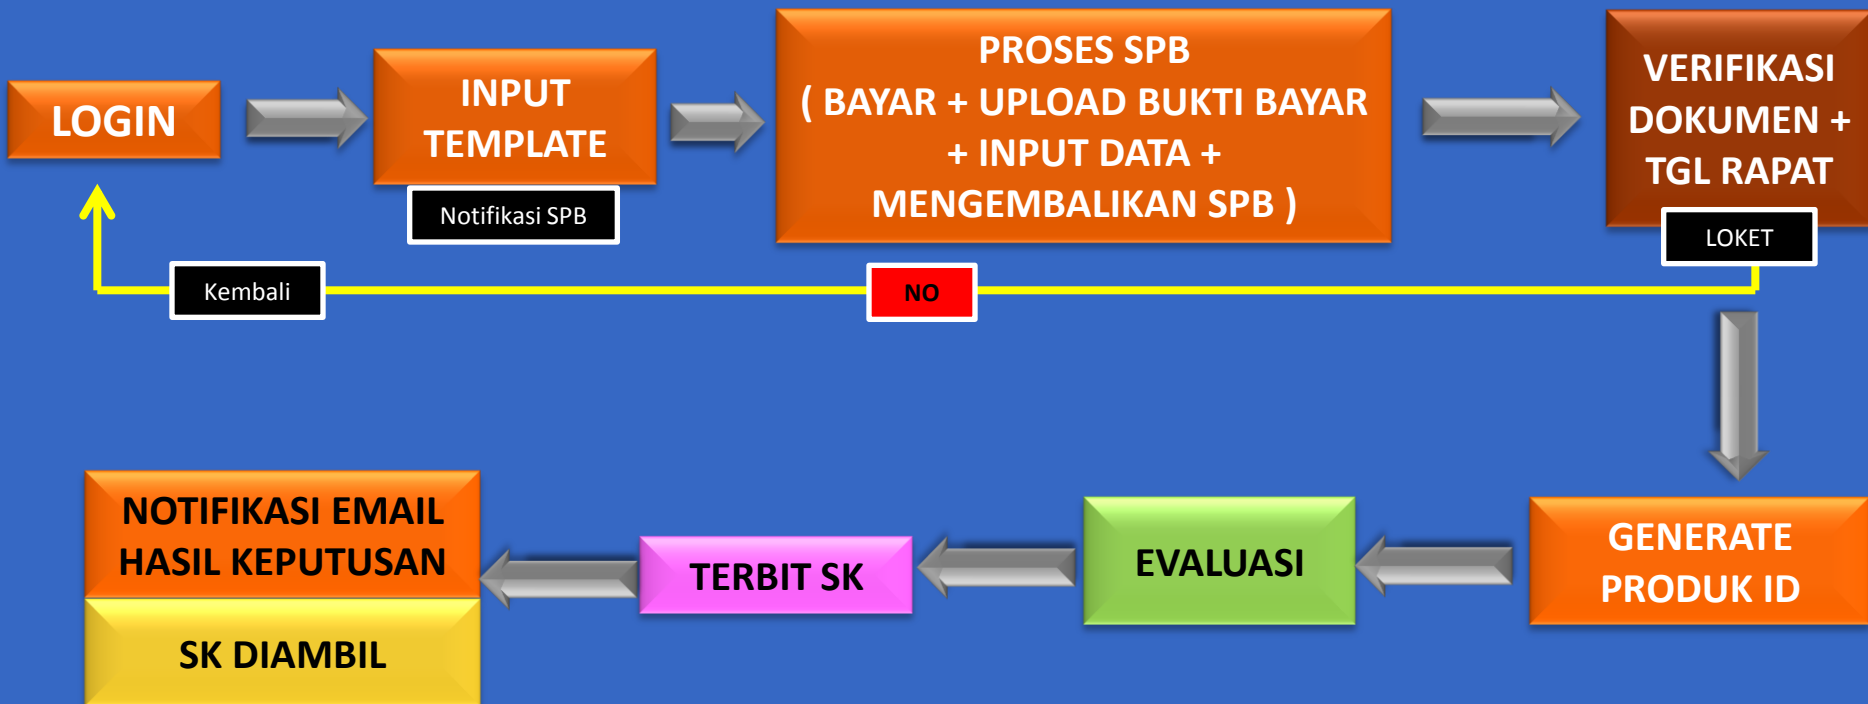 LOGIN
INPUT
TEMPLATE
Notifikasi SPB
PROSES SPB
( BAYAR + UPLOAD BUKTI BAYAR
+ INPUT DATA +
MENGEMBALIKAN SPB )
VERIFIKASI
DOKUMEN +
TGL RAPAT
LOKET
Kembali
NO
GENERATE
PRODUK ID
EVALUASI
TERBIT SK
NOTIFIKASI EMAIL
HASIL KEPUTUSAN
SK DIAMBIL